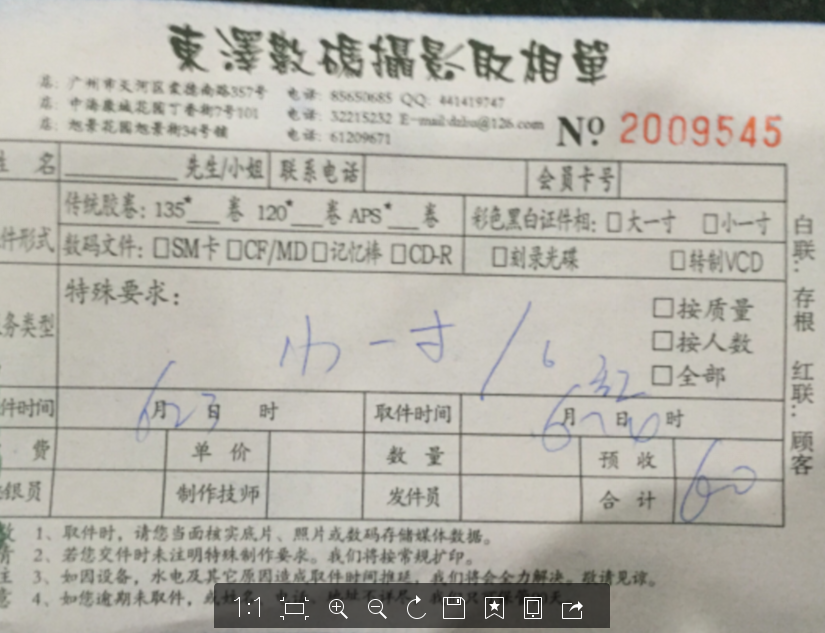 東澤數碼攝影取相單
店：广州市天河区 南路357号 电话：85650685 QQ：441419747
店：中海康城花园丁香街7号101 电话：32215232 E-mail:dzhu@126.com
店：旭景花园旭景街34号铺 电话：61209671
Nº 2009545
姓 名 先生/小姐 联系电话 会员卡号
传统胶卷：135* 卷 120* 卷 APS* 卷 彩色黑白证件相：□大一寸 □小一寸
件形式 数码文件：□SM卡 □CF/MD □记忆棒 □CD-R □刻录光碟 □转制VCD
特殊要求：
务类型 小一寸 / □按质量
□按人数
□全部
件时间 6月23日 时 取件时间 6月 日 时
费 单 价 数 量 预 收 60
银员 制作技师 发件员 合 计
1、取件时，请您当面核实底片、照片或数码存储媒体数据。
2、若您交件时未注明特殊制作要求。我们将按常规扩印。
3、如因设备，水电及其它原因造成取件时间推延，我们将会全力解决。敬请见谅。
4、如您逾期未取件，
白联：存根 红联：顾客
1:1